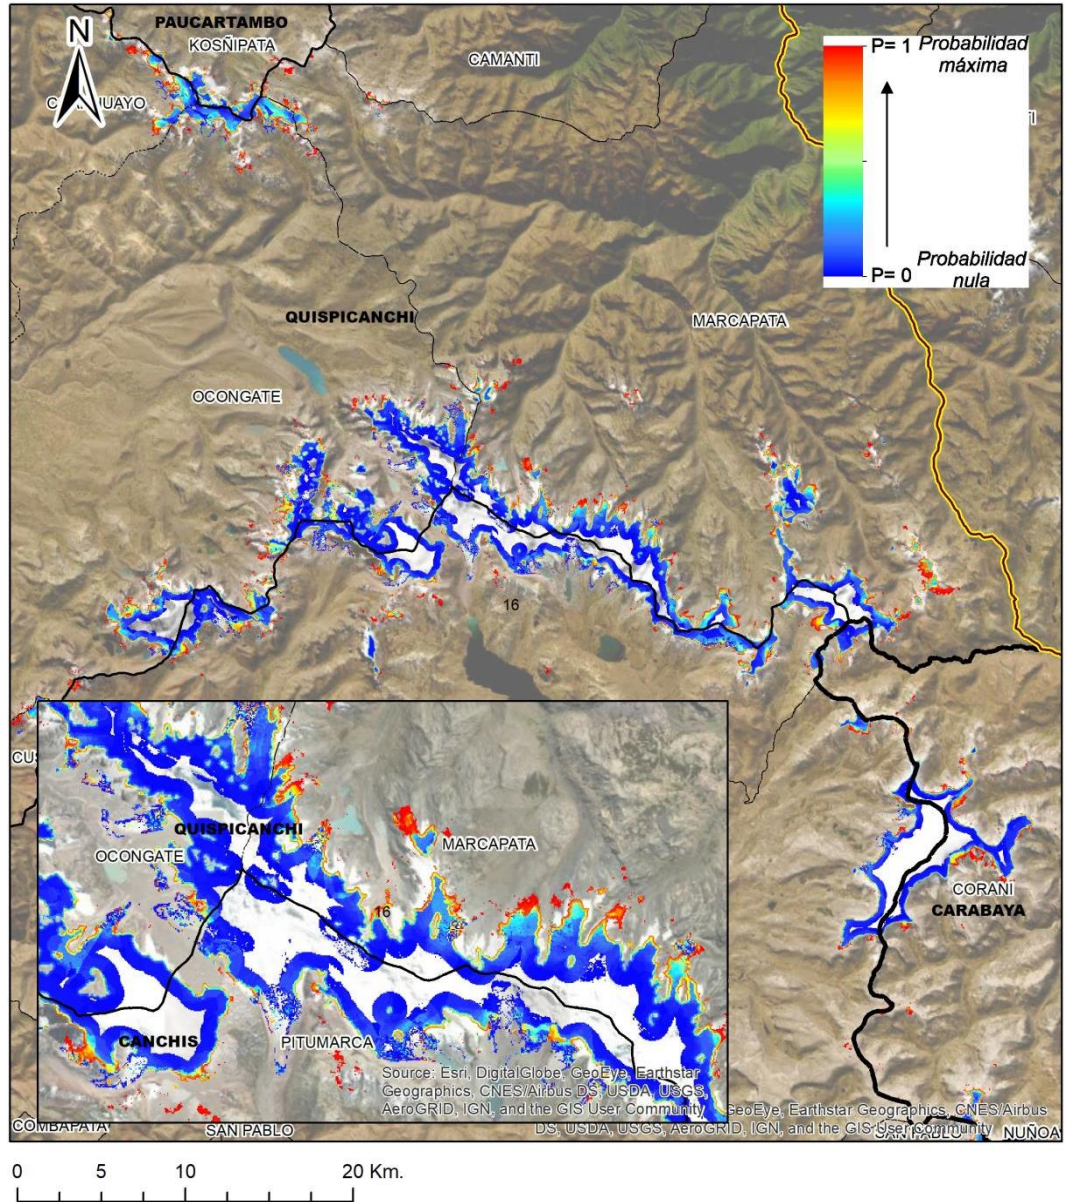 PAUCARTAMBO
KOSÑIPATA
N
CAMANTI
P= 1 Probabilidad
máxima
P= 0 Probabilidad
nula
QUISPICANCHI
MARCAPATA
OCONGATE
16
QUISPICANCHI
OCONGATE
MARCAPATA
16
CORANI
CARABAYA
CANCHIS
PITUMARCA
Source: Esri, DigitalGlobe, GeoEye, Earthstar
Geographics, CNES/Airbus DS, USDA, USGS,
AeroGRID, IGN, and the GIS User Community
GeoEye, Earthstar Geographics, CNES/Airbus
DS, USDA, USGS, AeroGRID, IGN, and the GIS User Community
COMBAPATA
SAN PABLO
SAN PABLO
NUÑOA
0 5 10 20 Km.